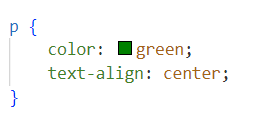 p {
color: green;
text-align: center;
}